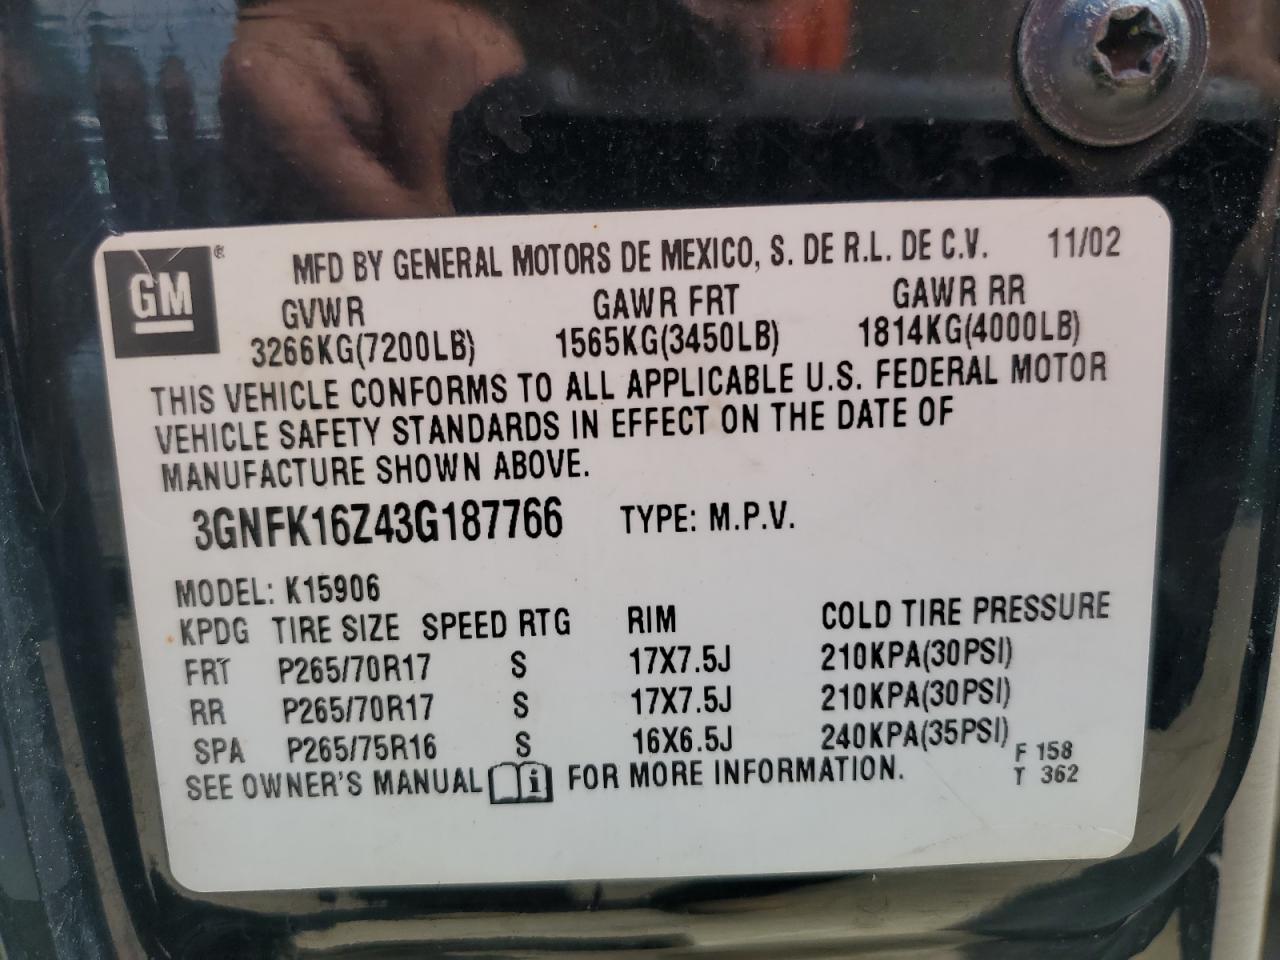 GM® MFD BY GENERAL MOTORS DE MEXICO, S. DE R.L. DE C.V. 11/02
GVWR GAWR FRT GAWR RR
3266KG(7200LB) 1565KG(3450LB) 1814KG(4000LB)
THIS VEHICLE CONFORMS TO ALL APPLICABLE U.S. FEDERAL MOTOR
VEHICLE SAFETY STANDARDS IN EFFECT ON THE DATE OF
MANUFACTURE SHOWN ABOVE.
3GNFK16Z43G187766 TYPE: M.P.V.
MODEL: K15906
KPDG TIRE SIZE SPEED RTG RIM COLD TIRE PRESSURE
FRT P265/70R17 S 17X7.5J 210KPA(30PSI)
RR P265/70R17 S 17X7.5J 210KPA(30PSI)
SPA P265/75R16 S 16X6.5J 240KPA(35PSI) F 158
SEE OWNER'S MANUAL i FOR MORE INFORMATION. T 362